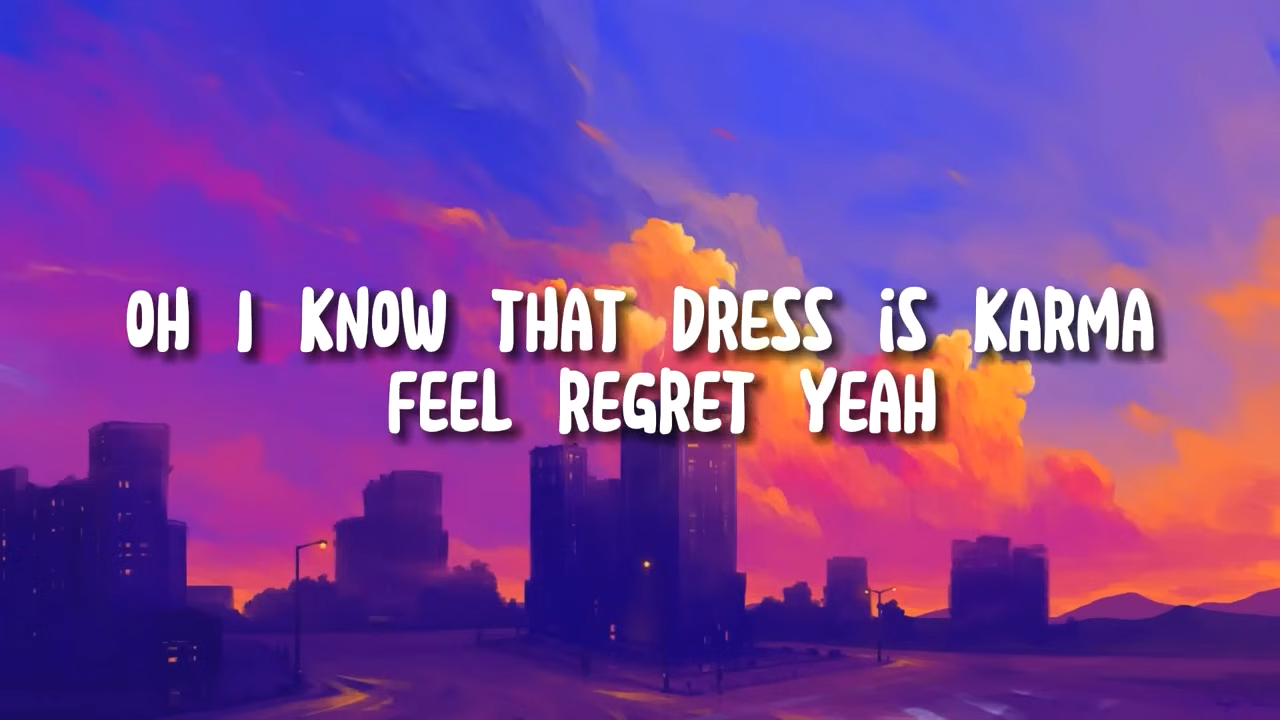 OH I KNOW THAT DRESS iS KARMA
FEEL REGRET YEAH